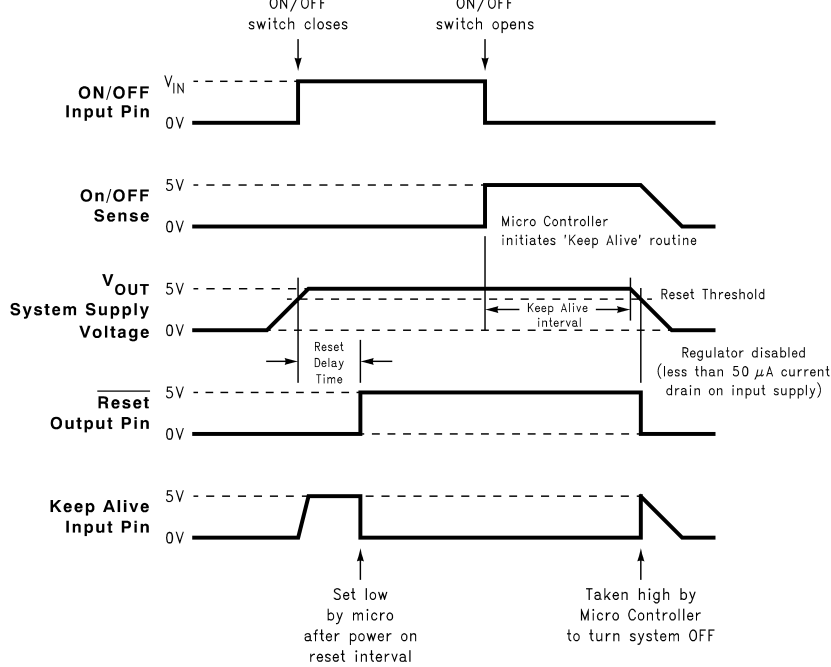 ON/OFF
switch closes
ON/OFF
switch opens
ON/OFF
Input Pin
VIN
0V
On/OFF
Sense
5V
0V
Micro Controller
initiates 'Keep Alive' routine
VOUT
System Supply
Voltage
5V
0V
Reset Threshold
Keep Alive
interval
Reset
Delay
Time
Regulator disabled
(less than 50 μA current
drain on input supply)
Reset
Output Pin
5V
0V
Keep Alive
Input Pin
5V
0V
Set low
by micro
after power on
reset interval
Taken high by
Micro Controller
to turn system OFF